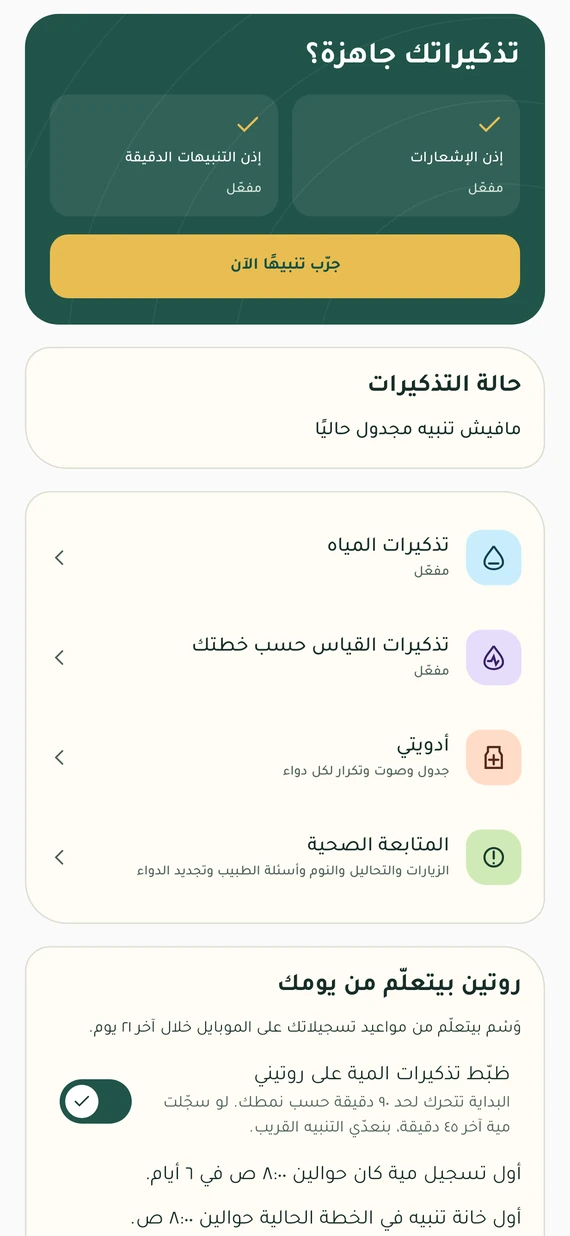 تذكيراتك جاهزة؟
إذن الإشعارات
مفعّل
إذن التنبيهات الدقيقة
مفعّل
جرّب تنبيهًا الآن
حالة التذكيرات
مافيش تنبيه مجدول حاليًا
تذكيرات المياه
مفعّل
تذكيرات القياس حسب خطتك
مفعّل
أدويتي
جدول وصوت وتكرار لكل دواء
المتابعة الصحية
الزيارات والتحاليل والنوم وأسئلة الطبيب وتجديد الدواء
روتين بيتعلّم من يومك
وَسْم بيتعلّم من مواعيد تسجيلاتك على الموبايل خلال آخر ٢١ يوم.
ظبّط تذكيرات المية على روتيني
البداية تتحرك لحد ٩٠ دقيقة حسب نمطك. لو سجّلت
مية آخر ٤٥ دقيقة، بنعدّي التنبيه القريب.
أول تسجيل مية كان حوالين ٨:٠٠ ص في ٦ أيام.
أول خانة تنبيه في الخطة الحالية حوالين ٨:٠٠ ص.